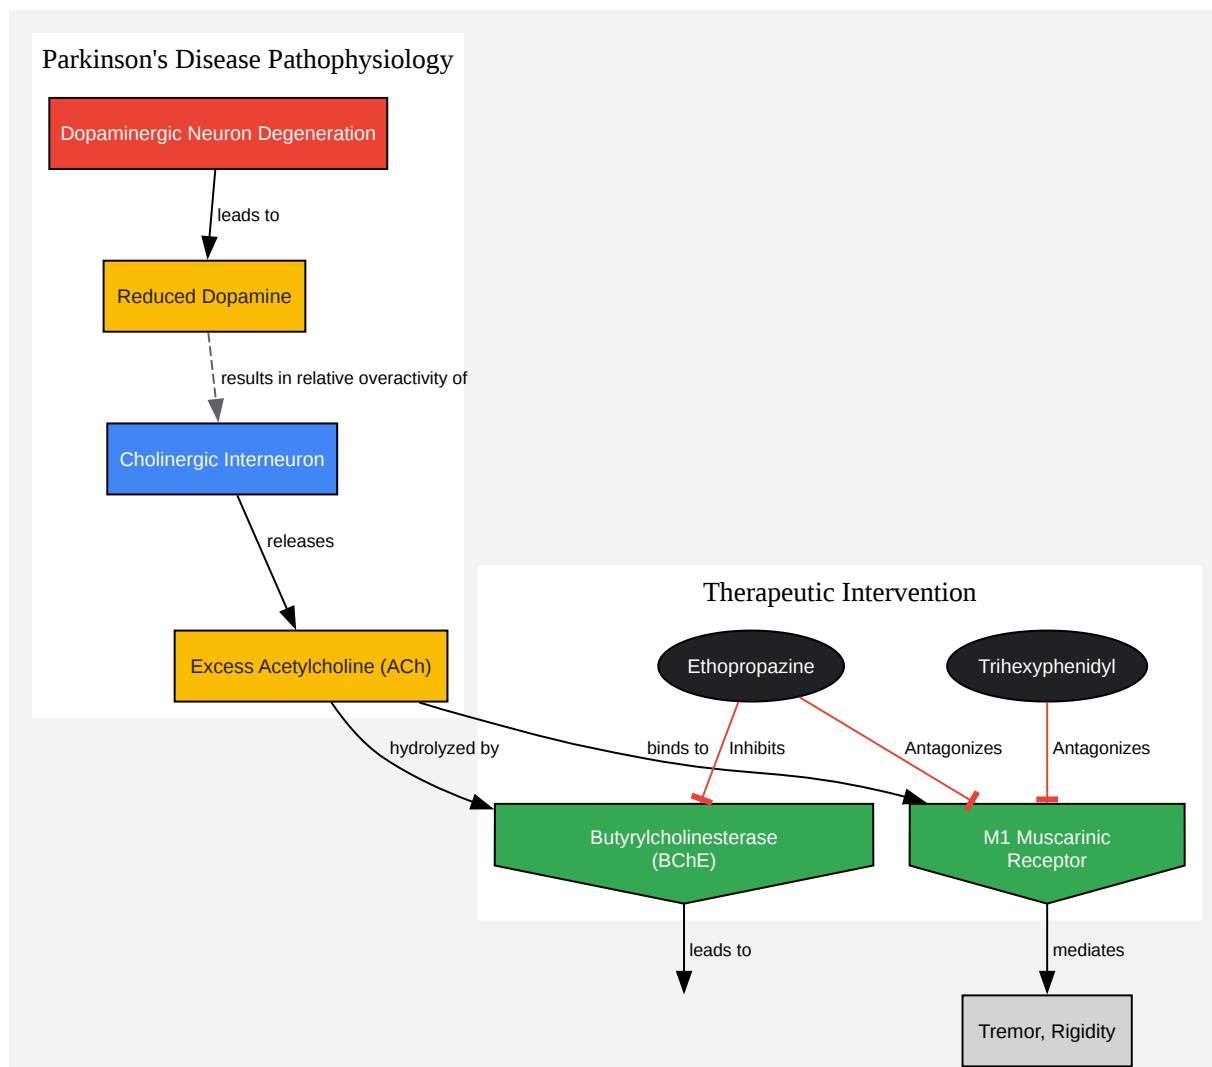 Parkinson's Disease Pathophysiology
Dopaminergic Neuron Degeneration
leads to
Reduced Dopamine
results in relative overactivity of
Cholinergic Interneuron
releases
Excess Acetylcholine (ACh)
Therapeutic Intervention
Ethopropazine
Trihexyphenidyl
hydrolyzed by
binds to
Inhibits
Antagonizes
Antagonizes
Butyrylcholinesterase
(BChE)
M1 Muscarinic
Receptor
leads to
mediates
Tremor, Rigidity